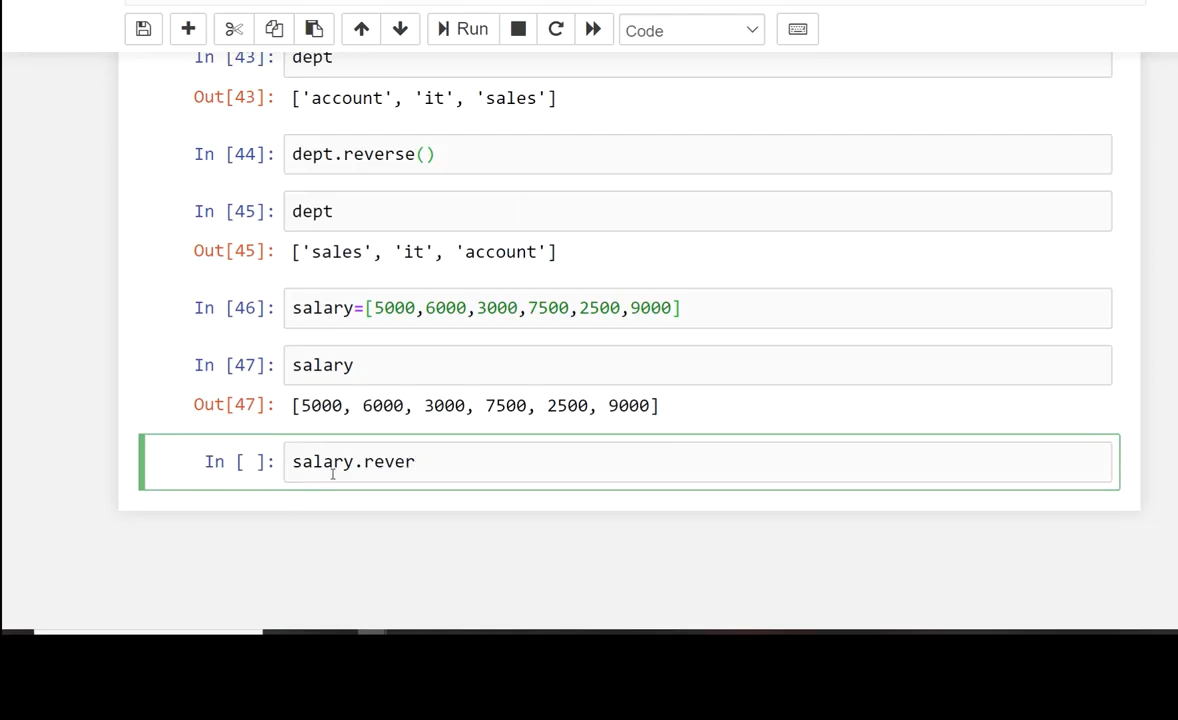 Run
Code
In [43]: dept
Out[43]: ['account', 'it', 'sales']
In [44]: dept.reverse()
In [45]: dept
Out[45]: ['sales', 'it', 'account']
In [46]: salary=[5000,6000,3000,7500,2500,9000]
In [47]: salary
Out[47]: [5000, 6000, 3000, 7500, 2500, 9000]
In [ ]: salary.rever